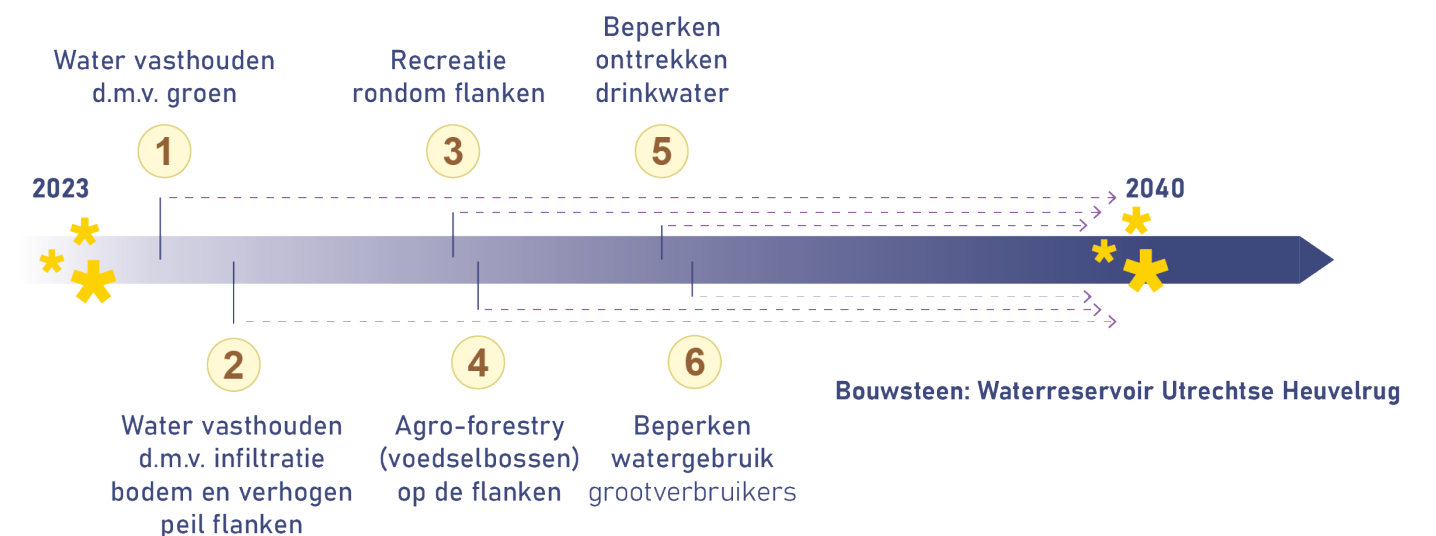 Water vasthouden
d.m.v. groen
Recreatie
rondom flanken
Beperken
onttrekken
drinkwater
1
3
5
2023
2040
2
4
6
Bouwsteen: Waterreservoir Utrechtse Heuvelrug
Water vasthouden
d.m.v. infiltratie
bodem en verhogen
peil flanken
Agro-forestry
(voedselbossen)
op de flanken
Beperken
watergebruik
grootverbruikers